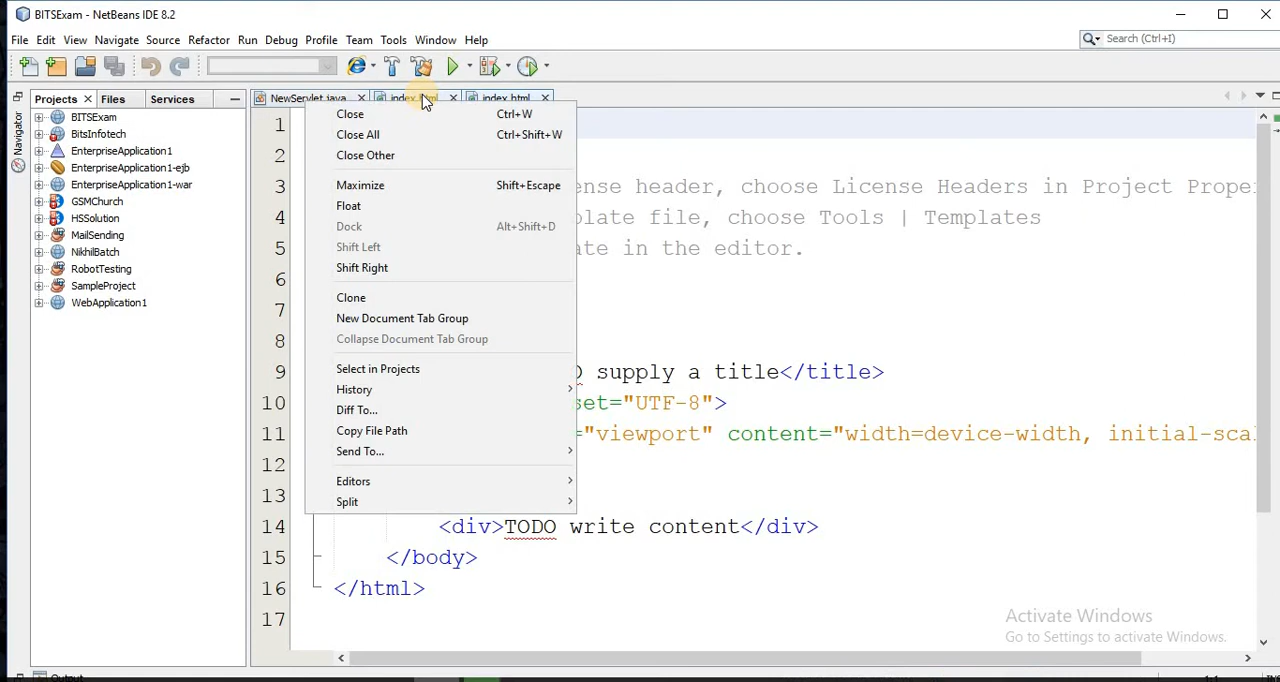 BITSExam - NetBeans IDE 8.2
File Edit View Navigate Source Refactor Run Debug Profile Team Tools Window Help
Search (Ctrl+I)
Projects Files Services
NewServlet.java index.html index.html
Navigator
BITSExam
BitsInfotech
EnterpriseApplication1
EnterpriseApplication1-ejb
EnterpriseApplication1-war
GSMChurch
HSSolution
MailSending
NikhilBatch
RobotTesting
SampleProject
WebApplication1
Close Ctrl+W
Close All Ctrl+Shift+W
Close Other
Maximize Shift+Escape
Float
Dock Alt+Shift+D
Shift Left
Shift Right
Clone
New Document Tab Group
Collapse Document Tab Group
Select in Projects
History
Diff To...
Copy File Path
Send To...
Editors
Split
1
2
3 ense header, choose License Headers in Project Prope
4 plate file, choose Tools | Templates
5 ate in the editor.
6
7
8
9 supply a title</title>
10 set="UTF-8">
11 ="viewport" content="width=device-width, initial-sca
12
13
14 <div>TODO write content</div>
15 </body>
16 </html>
17
Activate Windows
Go to Settings to activate Windows.
Output